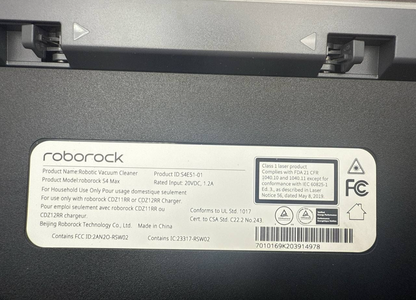 roborock
Product Name:Robotic Vacuum Cleaner Product ID:S4E51-01
Product Model:roborock S4 Max Rated Input: 20VDC, 1.2A
For Household Use Only Pour usage domestique seulement.
For use only with roborock CDZ11RR or CDZ12RR Charger.
Pour emploi seulement avec roborock CDZ11RR ou Conforms to UL Std. 1017
CDZ12RR chargeur. Cert. to CSA Std. C22.2 No.243
Beijing Roborock Technology Co., Ltd. Made in China
Contains FCC ID:2AN2O-RSW02 Contains IC:23317-RSW02
Class 1 laser product
Complies with FDA 21 CFR
1040.10 and 1040.11 except for
conformance with IEC 60825-1
Ed. 3., as described in Laser
Notice 56, dated May 8, 2019.
FC
7010169K203914978